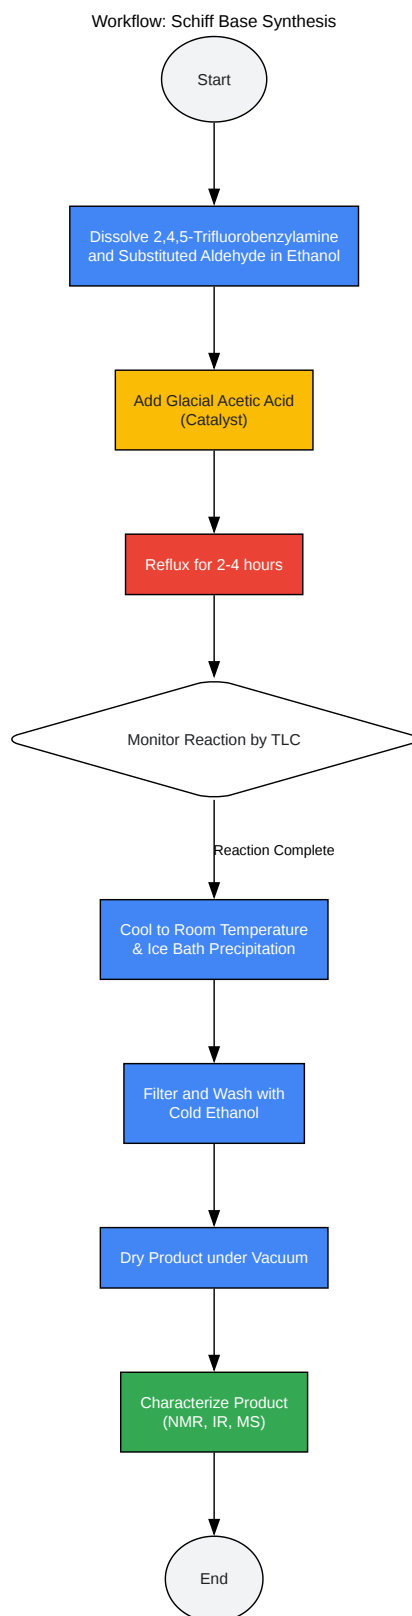 Workflow: Schiff Base Synthesis
Start
Dissolve 2,4,5-Trifluorobenzylamine
and Substituted Aldehyde in Ethanol
Add Glacial Acetic Acid
(Catalyst)
Reflux for 2-4 hours
Monitor Reaction by TLC
Reaction Complete
Cool to Room Temperature
& Ice Bath Precipitation
Filter and Wash with
Cold Ethanol
Dry Product under Vacuum
Characterize Product
(NMR, IR, MS)
End